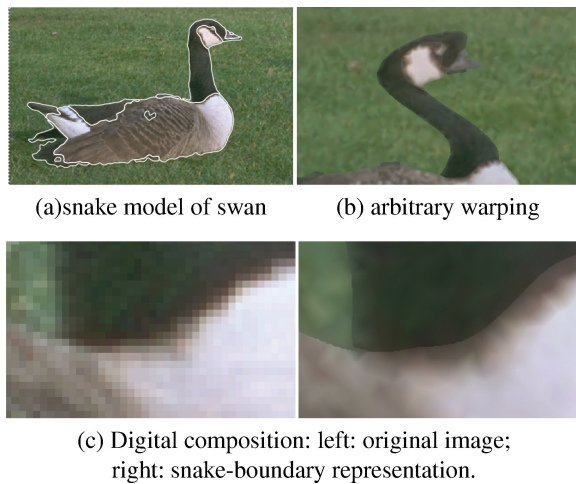 (a)snake model of swan
(b) arbitrary warping
(c) Digital composition: left: original image;
right: snake-boundary representation.